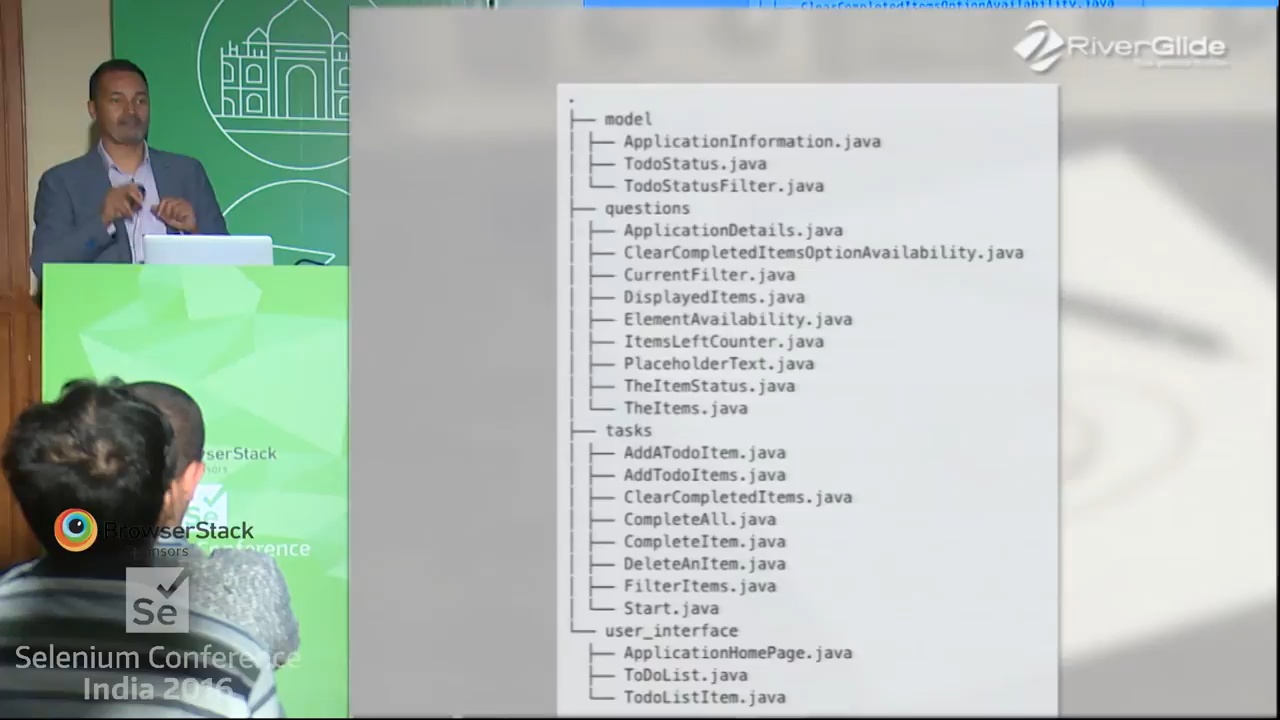 ClearCompletedItemsOptionAvailability.java
RiverGlide
.
├── model
│   ├── ApplicationInformation.java
│   ├── TodoStatus.java
│   └── TodoStatusFilter.java
├── questions
│   ├── ApplicationDetails.java
│   ├── ClearCompletedItemsOptionAvailability.java
│   ├── CurrentFilter.java
│   ├── DisplayedItems.java
│   ├── ElementAvailability.java
│   ├── ItemsLeftCounter.java
│   ├── PlaceholderText.java
│   ├── TheItemStatus.java
│   └── TheItems.java
├── tasks
│   ├── AddATodoItem.java
│   ├── AddTodoItems.java
│   ├── ClearCompletedItems.java
│   ├── CompleteAll.java
│   ├── CompleteItem.java
│   ├── DeleteAnItem.java
│   ├── FilterItems.java
│   └── Start.java
└── user_interface
    ├── ApplicationHomePage.java
    ├── ToDoList.java
    └── TodoListItem.java
BrowserStack
Se
Selenium Conference
India 2016